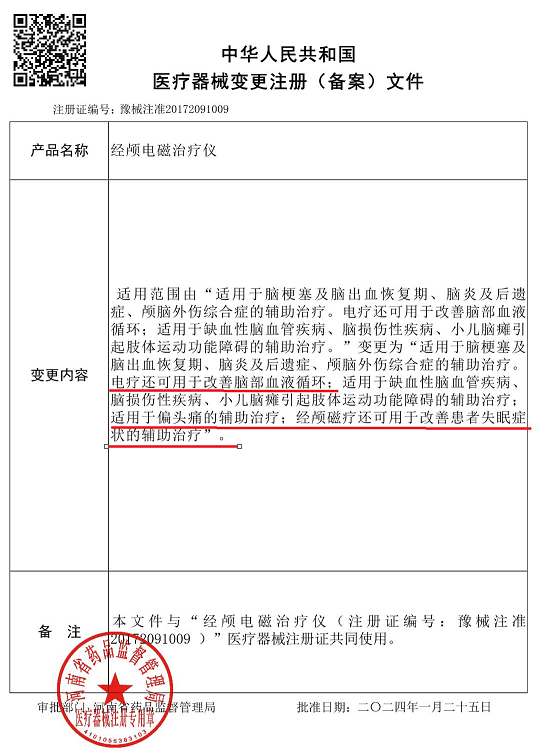 中华人民共和国
医疗器械变更注册（备案）文件
注册证编号：豫械注准20172091009
产品名称
经颅电磁治疗仪
变更内容
适用范围由“适用于脑梗塞及脑出血恢复期、脑炎及后遗
症、颅脑外伤综合症的辅助治疗。电疗还可用于改善脑部血液
循环；适用于缺血性脑血管疾病、脑损伤性疾病、小儿脑瘫引
起肢体运动功能障碍的辅助治疗。”变更为“适用于脑梗塞及
脑出血恢复期、脑炎及后遗症、颅脑外伤综合症的辅助治疗。
电疗还可用于改善脑部血液循环；适用于缺血性脑血管疾病、
脑损伤性疾病、小儿脑瘫引起肢体运动功能障碍的辅助治疗；
适用于偏头痛的辅助治疗；经颅磁疗还可用于改善患者失眠症
状的辅助治疗”。
备 注
本文件与“经颅电磁治疗仪（注册证编号：豫械注准
20172091009 ）”医疗器械注册证共同使用。
审批部门：河南省药品监督管理局
批准日期：二〇二四年一月二十五日
河南省药品监督管理局
医疗器械注册专用章
4101055383103